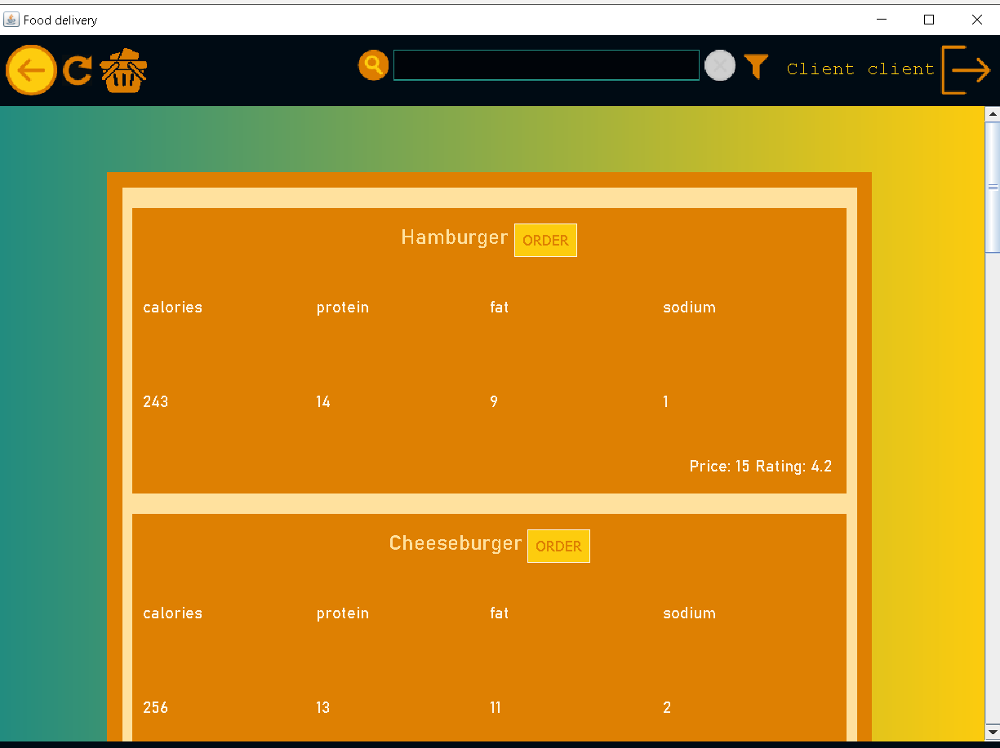 Food delivery
Client client
Hamburger ORDER
calories protein fat sodium
243 14 9 1
Price: 15 Rating: 4.2
Cheeseburger ORDER
calories protein fat sodium
256 13 11 2